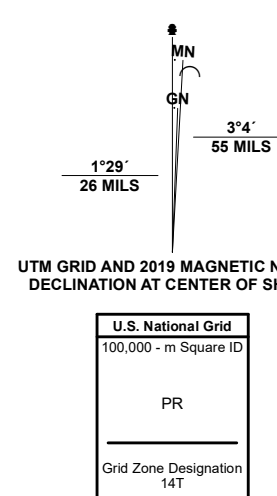 MN
GN
3°4´
55 MILS
1°29´
26 MILS
UTM GRID AND 2019 MAGNETIC
DECLINATION AT CENTER OF
U.S. National Grid
100,000 - m Square ID
PR
Grid Zone Designation
14T